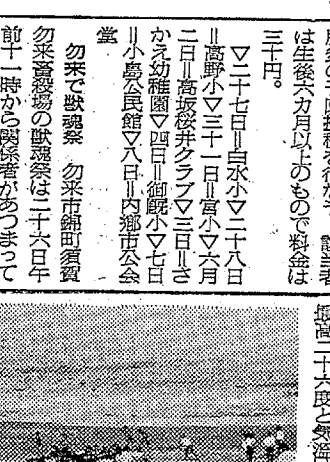 は生後六カ月以上のもので料金は
三十円。
▽二十七日＝白水小▽二十八日
＝高野小▽三十一日＝宮小▽六月
二日＝高坂桜井クラブ▽三日＝さ
かえ幼稚園▽四日＝御厩小▽七日
＝小島公民館▽八日＝内郷市公会
堂
勿来で獣魂祭 勿来市錦町須賀
勿来畜殺場の獣魂祭は二十六日午
前十一時から関係者があつまって
最高二十六度と